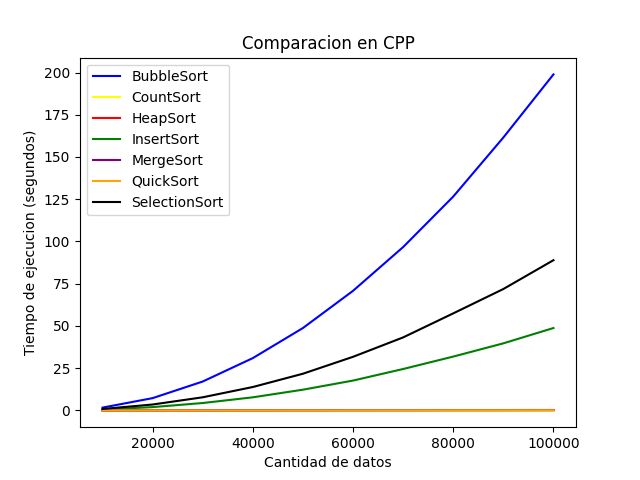 Comparacion en CPP
BubbleSort
CountSort
HeapSort
InsertSort
MergeSort
QuickSort
SelectionSort
200
175
150
125
100
75
50
25
0
Tiempo de ejecucion (segundos)
20000 40000 60000 80000 100000
Cantidad de datos